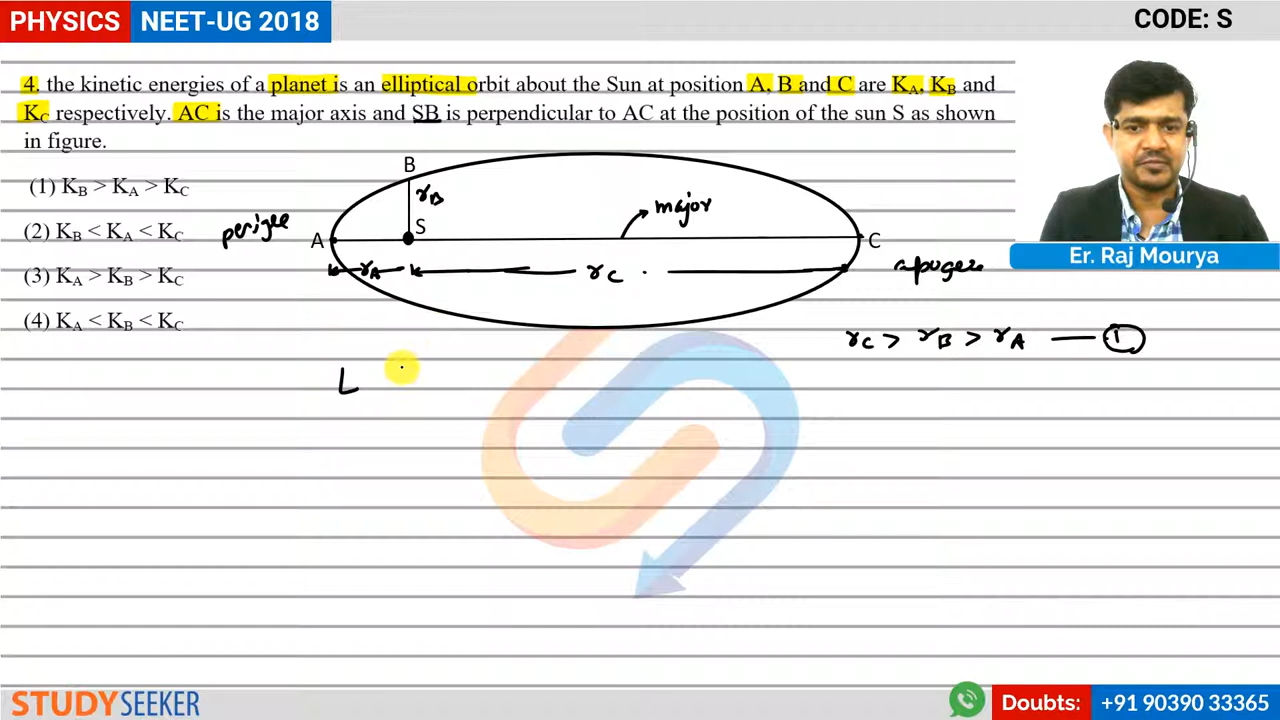 PHYSICS NEET-UG 2018 CODE: S
4. the kinetic energies of a planet is an elliptical orbit about the Sun at position A, B and C are KA, KB and
KC respectively. AC is the major axis and SB is perpendicular to AC at the position of the sun S as shown
in figure.
(1) KB > KA > KC
(2) KB < KA < KC
(3) KA > KB > KC
(4) KA < KB < KC
B
rB
major
perigee
A
S
C
rA
rC
apogee
rC > rB > rA — 1
L
Er. Raj Mourya
STUDY SEEKER
Doubts: +91 90390 33365